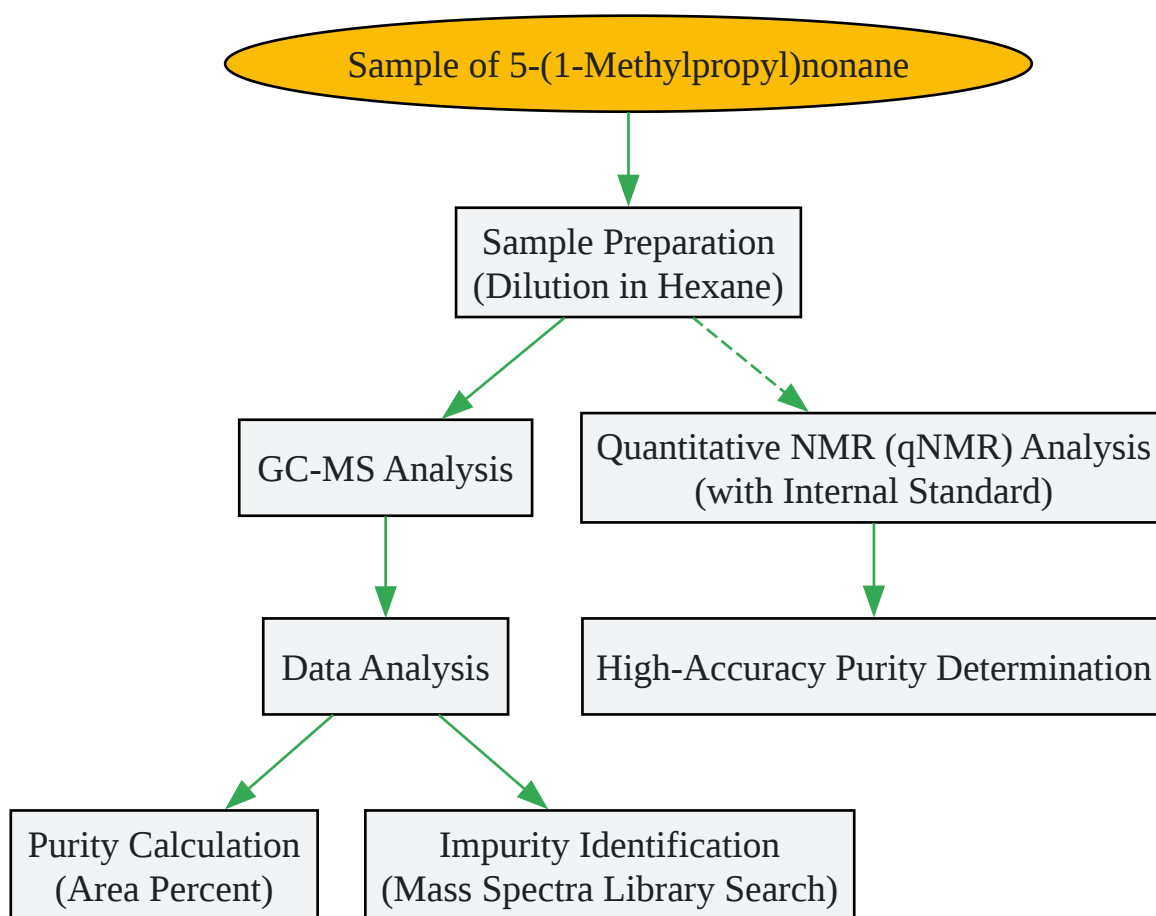 Sample of 5-(1-Methylpropyl)nonane
Sample Preparation
(Dilution in Hexane)
GC-MS Analysis
Quantitative NMR (qNMR) Analysis
(with Internal Standard)
Data Analysis
High-Accuracy Purity Determination
Purity Calculation
(Area Percent)
Impurity Identification
(Mass Spectra Library Search)